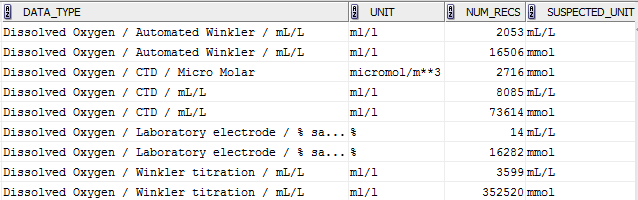 DATA_TYPE UNIT NUM_RECS SUSPECTED_UNIT
Dissolved Oxygen / Automated Winkler / mL/L ml/l 2053 mL/L
Dissolved Oxygen / Automated Winkler / mL/L ml/l 16506 mmol
Dissolved Oxygen / CTD / Micro Molar micromol/m**3 2716 mmol
Dissolved Oxygen / CTD / mL/L ml/l 8085 mL/L
Dissolved Oxygen / CTD / mL/L ml/l 73614 mmol
Dissolved Oxygen / Laboratory electrode / % sa... % 14 mL/L
Dissolved Oxygen / Laboratory electrode / % sa... % 16282 mmol
Dissolved Oxygen / Winkler titration / mL/L ml/l 3599 mL/L
Dissolved Oxygen / Winkler titration / mL/L ml/l 352520 mmol